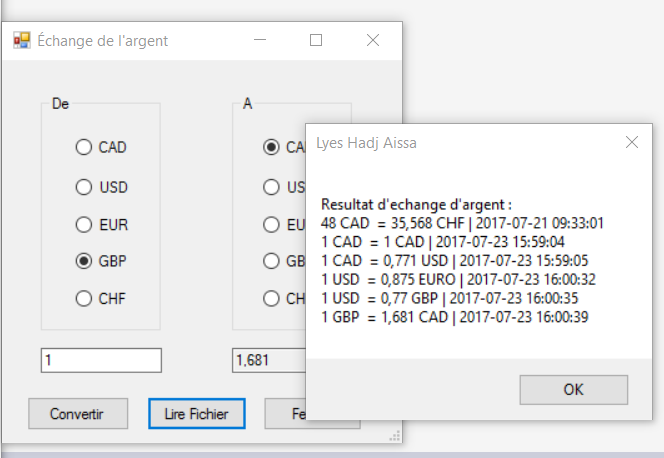 Échange de l'argent
De
A
CAD
CA
USD
US
EUR
EU
GBP
GB
CHF
CH
1
1,681
Convertir
Lire Fichier
Fe
Lyes Hadj Aissa
Resultat d'echange d'argent :
48 CAD = 35,568 CHF | 2017-07-21 09:33:01
1 CAD = 1 CAD | 2017-07-23 15:59:04
1 CAD = 0,771 USD | 2017-07-23 15:59:05
1 USD = 0,875 EURO | 2017-07-23 16:00:32
1 USD = 0,77 GBP | 2017-07-23 16:00:35
1 GBP = 1,681 CAD | 2017-07-23 16:00:39
OK